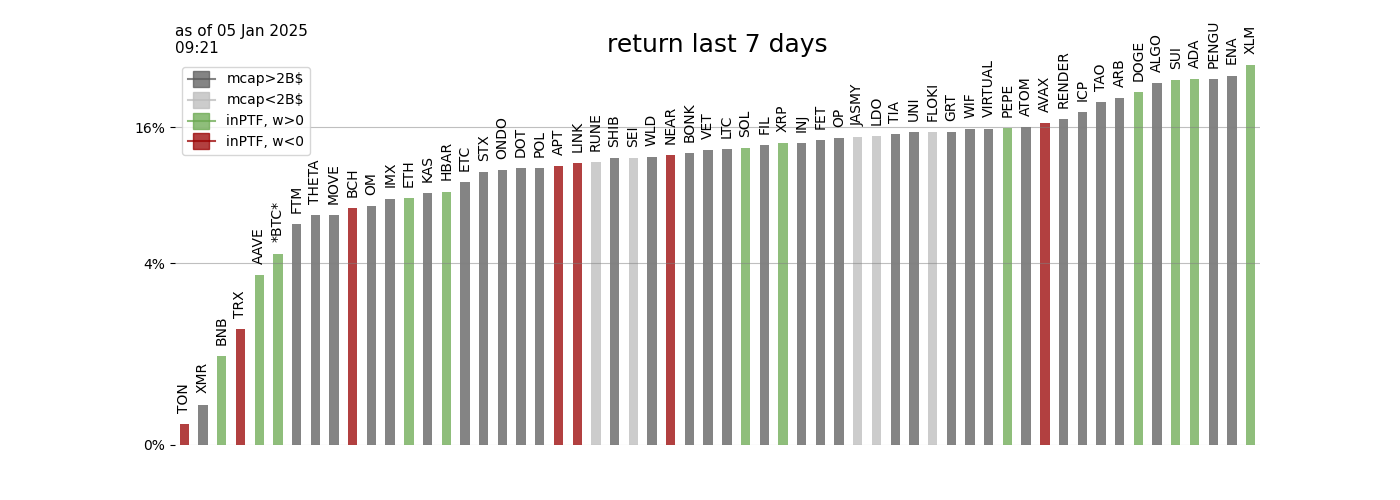 as of 05 Jan 2025
09:21
return last 7 days
mcap>2B$
mcap<2B$
inPTF, w>0
inPTF, w<0
16%
4%
0%
TON
XMR
BNB
TRX
AAVE
*BTC*
FTM
THETA
MOVE
BCH
OM
IMX
ETH
KAS
HBAR
ETC
STX
ONDO
DOT
POL
APT
LINK
RUNE
SHIB
SEI
WLD
NEAR
BONK
VET
LTC
SOL
FIL
XRP
INJ
FET
OP
JASMY
LDO
TIA
UNI
FLOKI
GRT
WIF
VIRTUAL
PEPE
ATOM
AVAX
RENDER
ICP
TAO
ARB
DOGE
ALGO
SUI
ADA
PENGU
ENA
XLM